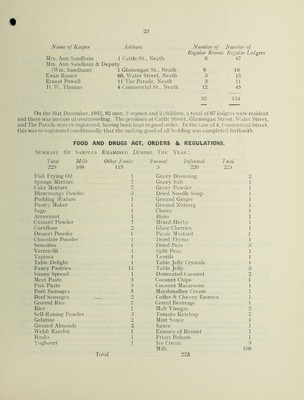 23
Name of Keeper Address Number of Regular Rooms Number of Regular Lodgers
Mrs. Ann Sandham 1 Cattle St., Neath 8 47
Mrs. Ann Sandham & Deputy
(Wm. Sandham) 1 Glamorgan St., Neath 6 16
Evan Rosser 68, Water Street, Neath 3 15
Ernest Powell 11 The Parade, Neath 3 11
D. W. Thomas 4 Commercial St., Neath 12 45
32 134
On the 31st December, 1952, 82 men, 3 women and 2 children, a total of 87 lodgers were resident
and there was no case of overcrowding. The premises at Cattle Street, Glamorgan Street, Water Street,
and The Parade were re-registered, having been kept in good order. In the case of 4, Commercial Street,
this was re-registered conditionally that the making good of all building was completed forthwith.
FOOD AND DRUGS ACT, ORDERS & REGULATIONS.
Summary Of Samples Examined During The Year:
Total Milk Other Foods Formal Informal Total
223 108 115 3 220 223
Fish Frying Oil 1
Sponge Mixture 7
Cake Mixture 7
Blancmange Powder 3
Pudding Mixture 1
Pastry Maker 1
Sago 1
Arrowroot 1
Custard Powder 7
Cornflour 2
Dessert Powder 1
Chocolate Powder 1
Semolina 1
Vermicelli 1
Tapioca 1
Table Delight 1
Fancy Pastries 11
Sunny Spread 1
Meat Paste 3
Fish Paste 3
Pork Sausages 5
Beef Sausages 2
Ground Rice 2
Rice 1
Self-Raising Powder 3
Gelatine 2
Ground Almonds 2
Welsh Rarebit 1
Rusks 1
Yoghourt 1
Gravy Browning 2
Gravy Salt 1
Gravy Powder 1
Dried Noodle Soup 1
Ground Ginger 3
Ground Nutmeg 1
Cloves 1
Bisto 1
Mixed Herbs 1
Glace Cherries 1
Picnic Mustard 1
Dried Thyme 1
Dried Peas 1
Split Peas 1
Lentils 1
Table Jelly Crystals 1
Table Jelly 3
Desiccated Coconut 2
Coconut Chips 1
Coconut Macaroons 1
Marshmallow Cream 1
Coffee & Chicory Essence 1
Cereal Beverage 1
Malt Vinegar 2
Tomato Ketchup 2
Mint Sauce 1
Sauce 1
Essence of Rennet 1
Friars Balsam 1
Ice Cream 3
Milk 108
Total 223